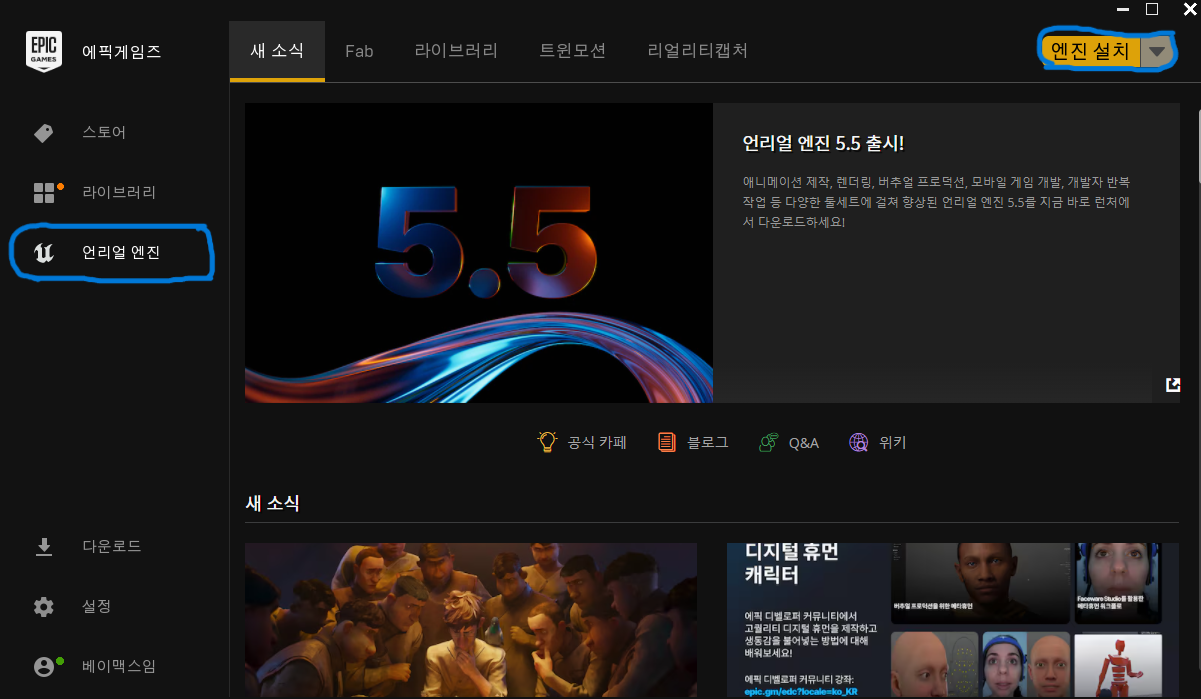 EPIC
GAMES
에픽게임즈
새 소식
Fab
라이브러리
트윈모션
리얼리티캡처
엔진 설치
스토어
라이브러리
언리얼 엔진
다운로드
설정
베이맥스임
5.5
언리얼 엔진 5.5 출시!
애니메이션 제작, 렌더링, 버추얼 프로덕션, 모바일 게임 개발, 개발자 반복
작업 등 다양한 툴세트에 걸쳐 향상된 언리얼 엔진 5.5를 지금 바로 런처에
서 다운로드하세요!
공식 카페
블로그
Q&A
위키
새 소식
디지털 휴먼
캐릭터
에픽 디벨로퍼 커뮤니티에서
고퀄리티 디지털 휴먼을 제작하고
생동감을 불어넣는 방법에 대해
배워보세요!
에픽 디벨로퍼 커뮤니티 강좌:
epic.gm/edc?locale=ko_KR
버추얼 프로덕션을 위한 메타휴먼
Faceware Studio를 활용한
메타휴먼 워크플로